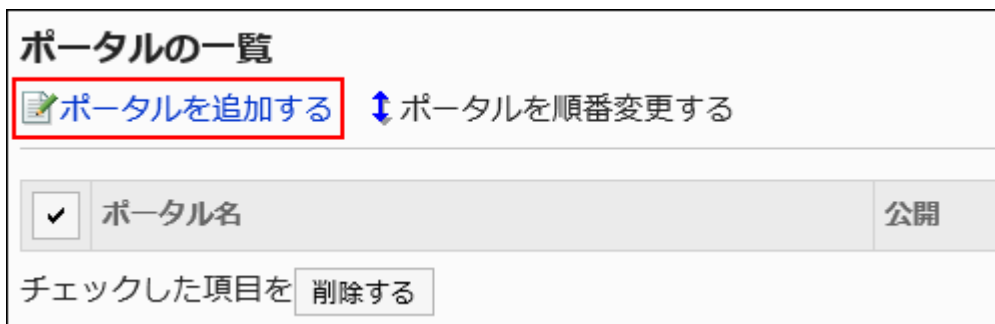 ポータルの一覧
ポータルを追加する ポータルを順番変更する
ポータル名 公開
チェックした項目を 削除する